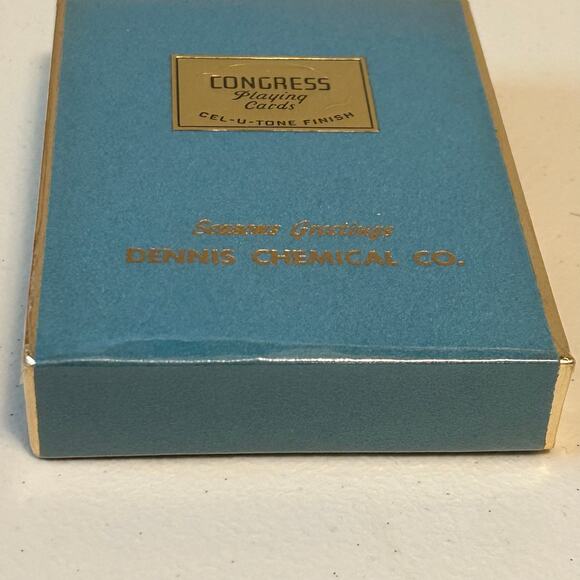 CONGRESS
Playing
Cards
CEL-U-TONE FINISH
Seasons Greetings
DENNIS CHEMICAL CO.